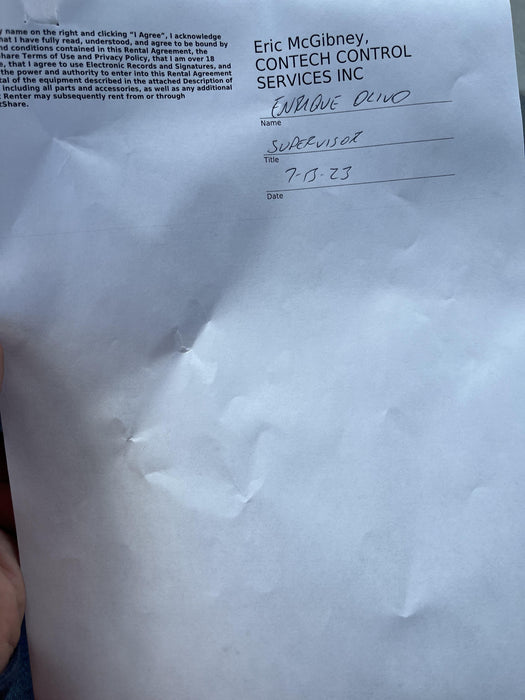 name on the right and clicking "I Agree", I acknowledge
that I have fully read, understood, and agree to be bound by
and conditions contained in this Rental Agreement, the
Share Terms of Use and Privacy Policy, that I am over 18
, that I agree to use Electronic Records and Signatures, and
the power and authority to enter into this Rental Agreement
of the equipment described in the attached Description of
including all parts and accessories, as well as any additional
Renter may subsequently rent from or through
Share.
Eric McGibney,
CONTECH CONTROL
SERVICES INC
ENRIQUE OLIVO
Name
SUPERVISOR
Title
7-13-23
Date